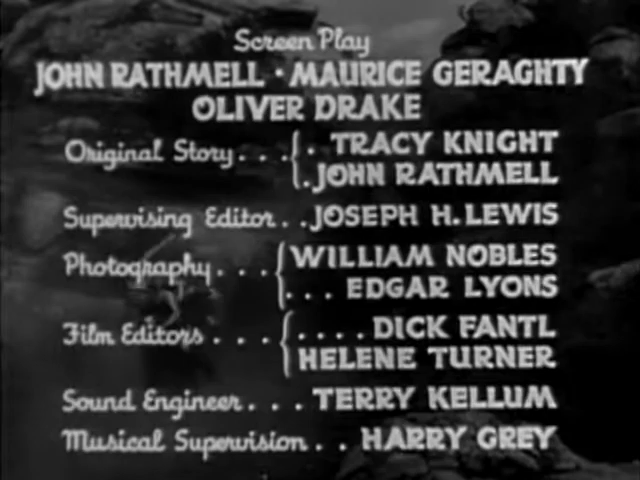 Screen Play
JOHN RATHMELL · MAURICE GERAGHTY
OLIVER DRAKE
Original Story . . . { . TRACY KNIGHT
. JOHN RATHMELL
Supervising Editor . . JOSEPH H. LEWIS
Photography . . . { WILLIAM NOBLES
. . . EDGAR LYONS
Film Editors . . . { . . . . DICK FANTL
HELENE TURNER
Sound Engineer . . . TERRY KELLUM
Musical Supervision . . HARRY GREY